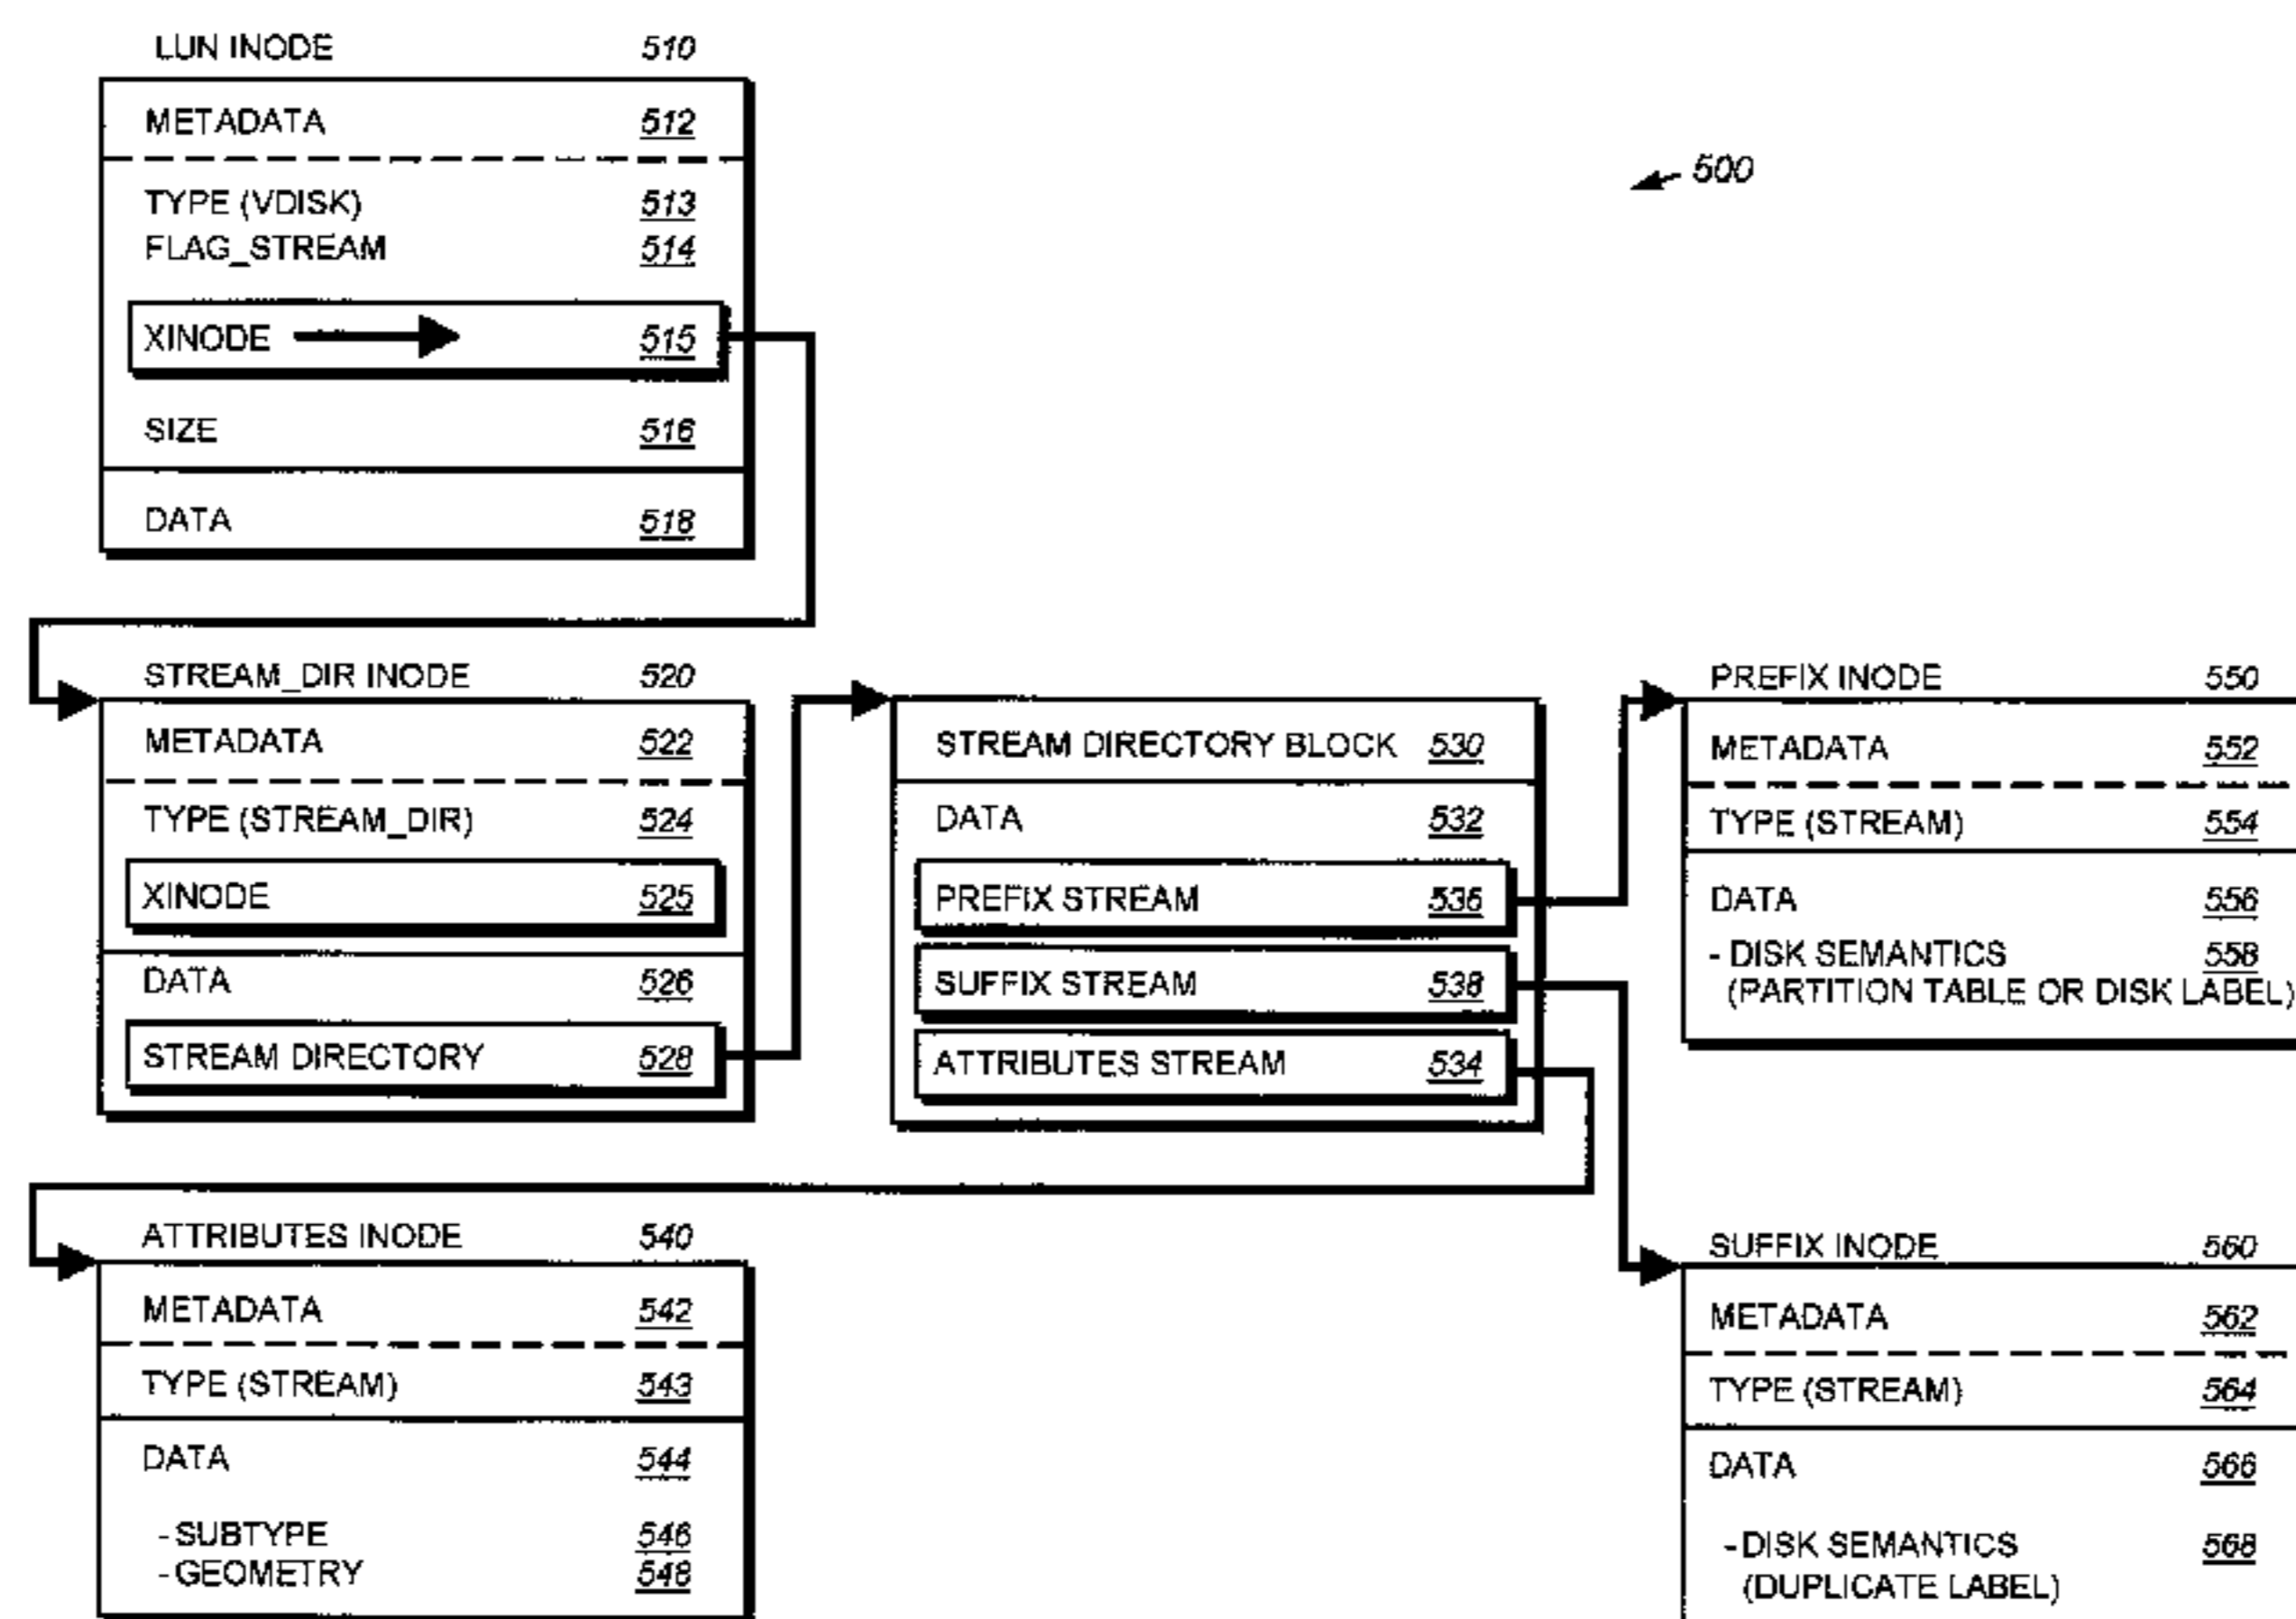 LUN INODE 510
METADATA 512
TYPE (VDISK) 513
FLAG_STREAM 514
XINODE 515
SIZE 516
DATA 518
500
STREAM_DIR INODE 520
METADATA 522
TYPE (STREAM_DIR) 524
XINODE 525
DATA 526
STREAM DIRECTORY 528
STREAM DIRECTORY BLOCK 530
DATA 532
PREFIX STREAM 536
SUFFIX STREAM 538
ATTRIBUTES STREAM 534
PREFIX INODE 550
METADATA 552
TYPE (STREAM) 554
DATA 556
- DISK SEMANTICS 558
(PARTITION TABLE OR DISK LABEL)
ATTRIBUTES INODE 540
METADATA 542
TYPE (STREAM) 543
DATA 544
- SUBTYPE 546
- GEOMETRY 548
SUFFIX INODE 560
METADATA 562
TYPE (STREAM) 564
DATA 566
- DISK SEMANTICS 568
(DUPLICATE LABEL)